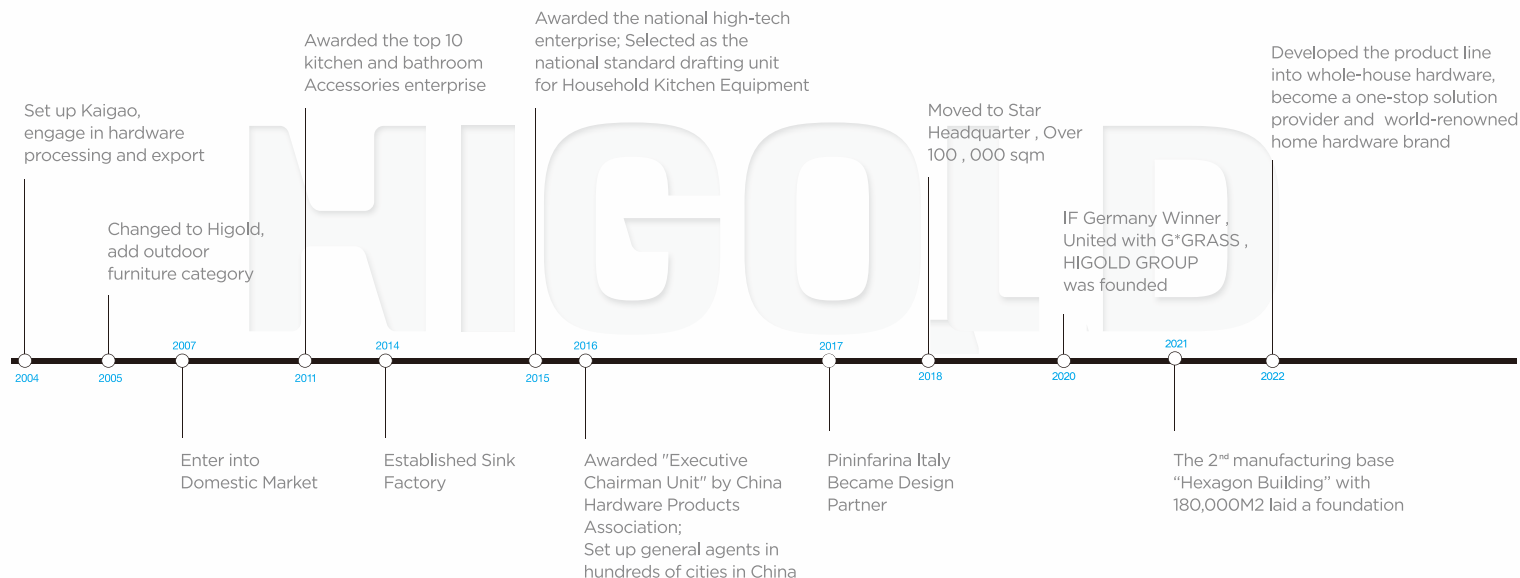 Set up Kaigao,
engage in hardware
processing and export
2004
Changed to Higold,
add outdoor
furniture category
2005
2007
Enter into
Domestic Market
Awarded the top 10
kitchen and bathroom
Accessories enterprise
2011
2014
Established Sink
Factory
Awarded the national high-tech
enterprise; Selected as the
national standard drafting unit
for Household Kitchen Equipment
2015
2016
Awarded "Executive
Chairman Unit" by China
Hardware Products
Association;
Set up general agents in
hundreds of cities in China
2017
Pininfarina Italy
Became Design
Partner
Moved to Star
Headquarter , Over
100 , 000 sqm
2018
IF Germany Winner ,
United with G*GRASS ,
HIGOLD GROUP
was founded
2020
2021
The 2nd manufacturing base
“Hexagon Building” with
180,000M2 laid a foundation
Developed the product line
into whole-house hardware,
become a one-stop solution
provider and world-renowned
home hardware brand
2022
HIGOLD